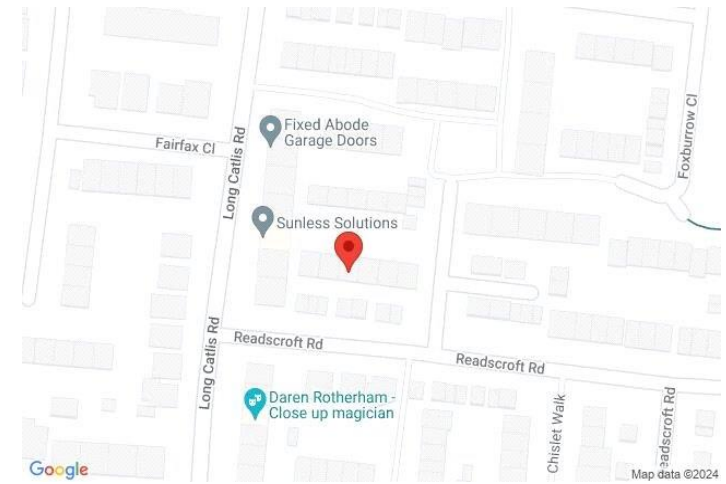 Fixed Abode
Garage Doors
Fairfax Cl
Long Catlis Rd
Foxburrow Cl
Sunless Solutions
Long Catlis Rd
Readscroft Rd
Readscroft Rd
Daren Rotherham -
Close up magician
Chislet Walk
eadscroft Rd
Google
Map data ©2024